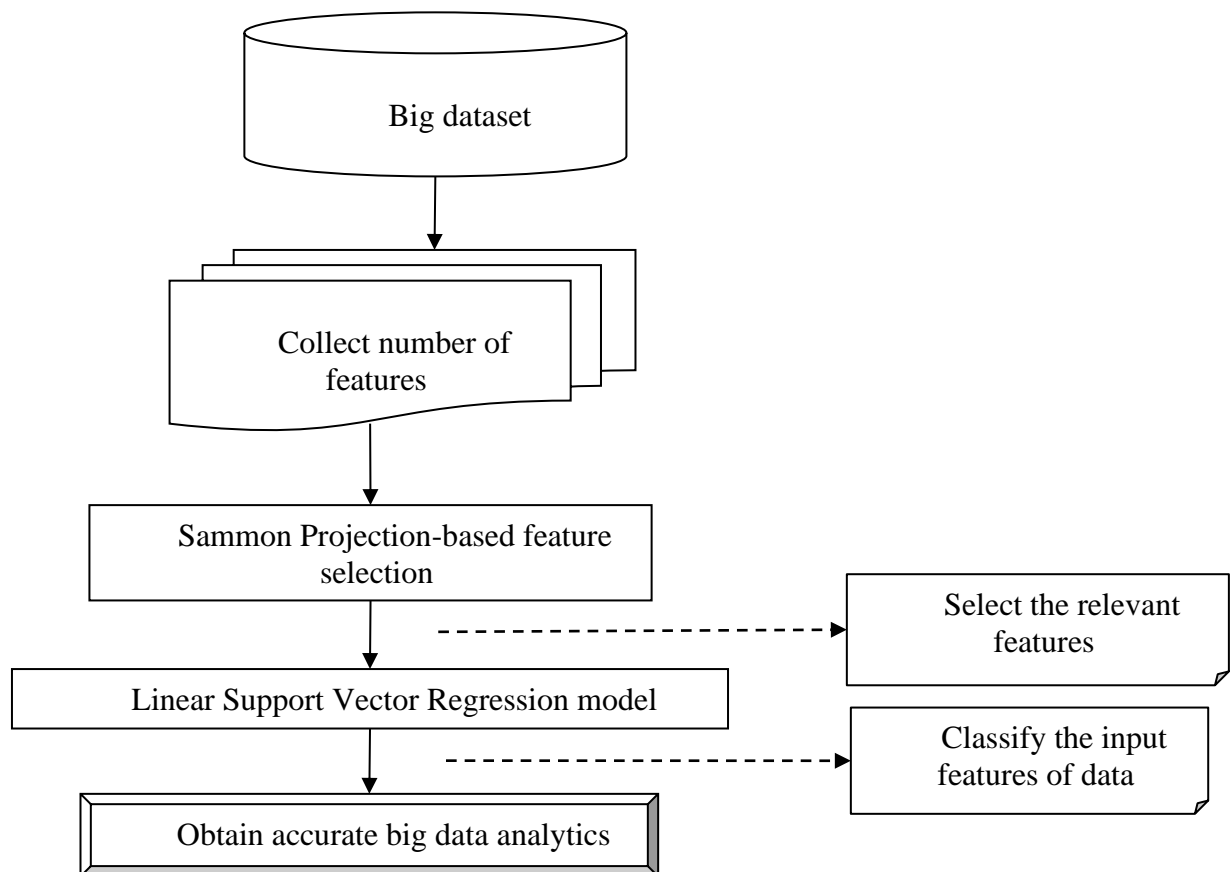 Big dataset
Collect number of
features
Sammon Projection-based feature
selection
Select the relevant
features
Linear Support Vector Regression model
Classify the input
features of data
Obtain accurate big data analytics